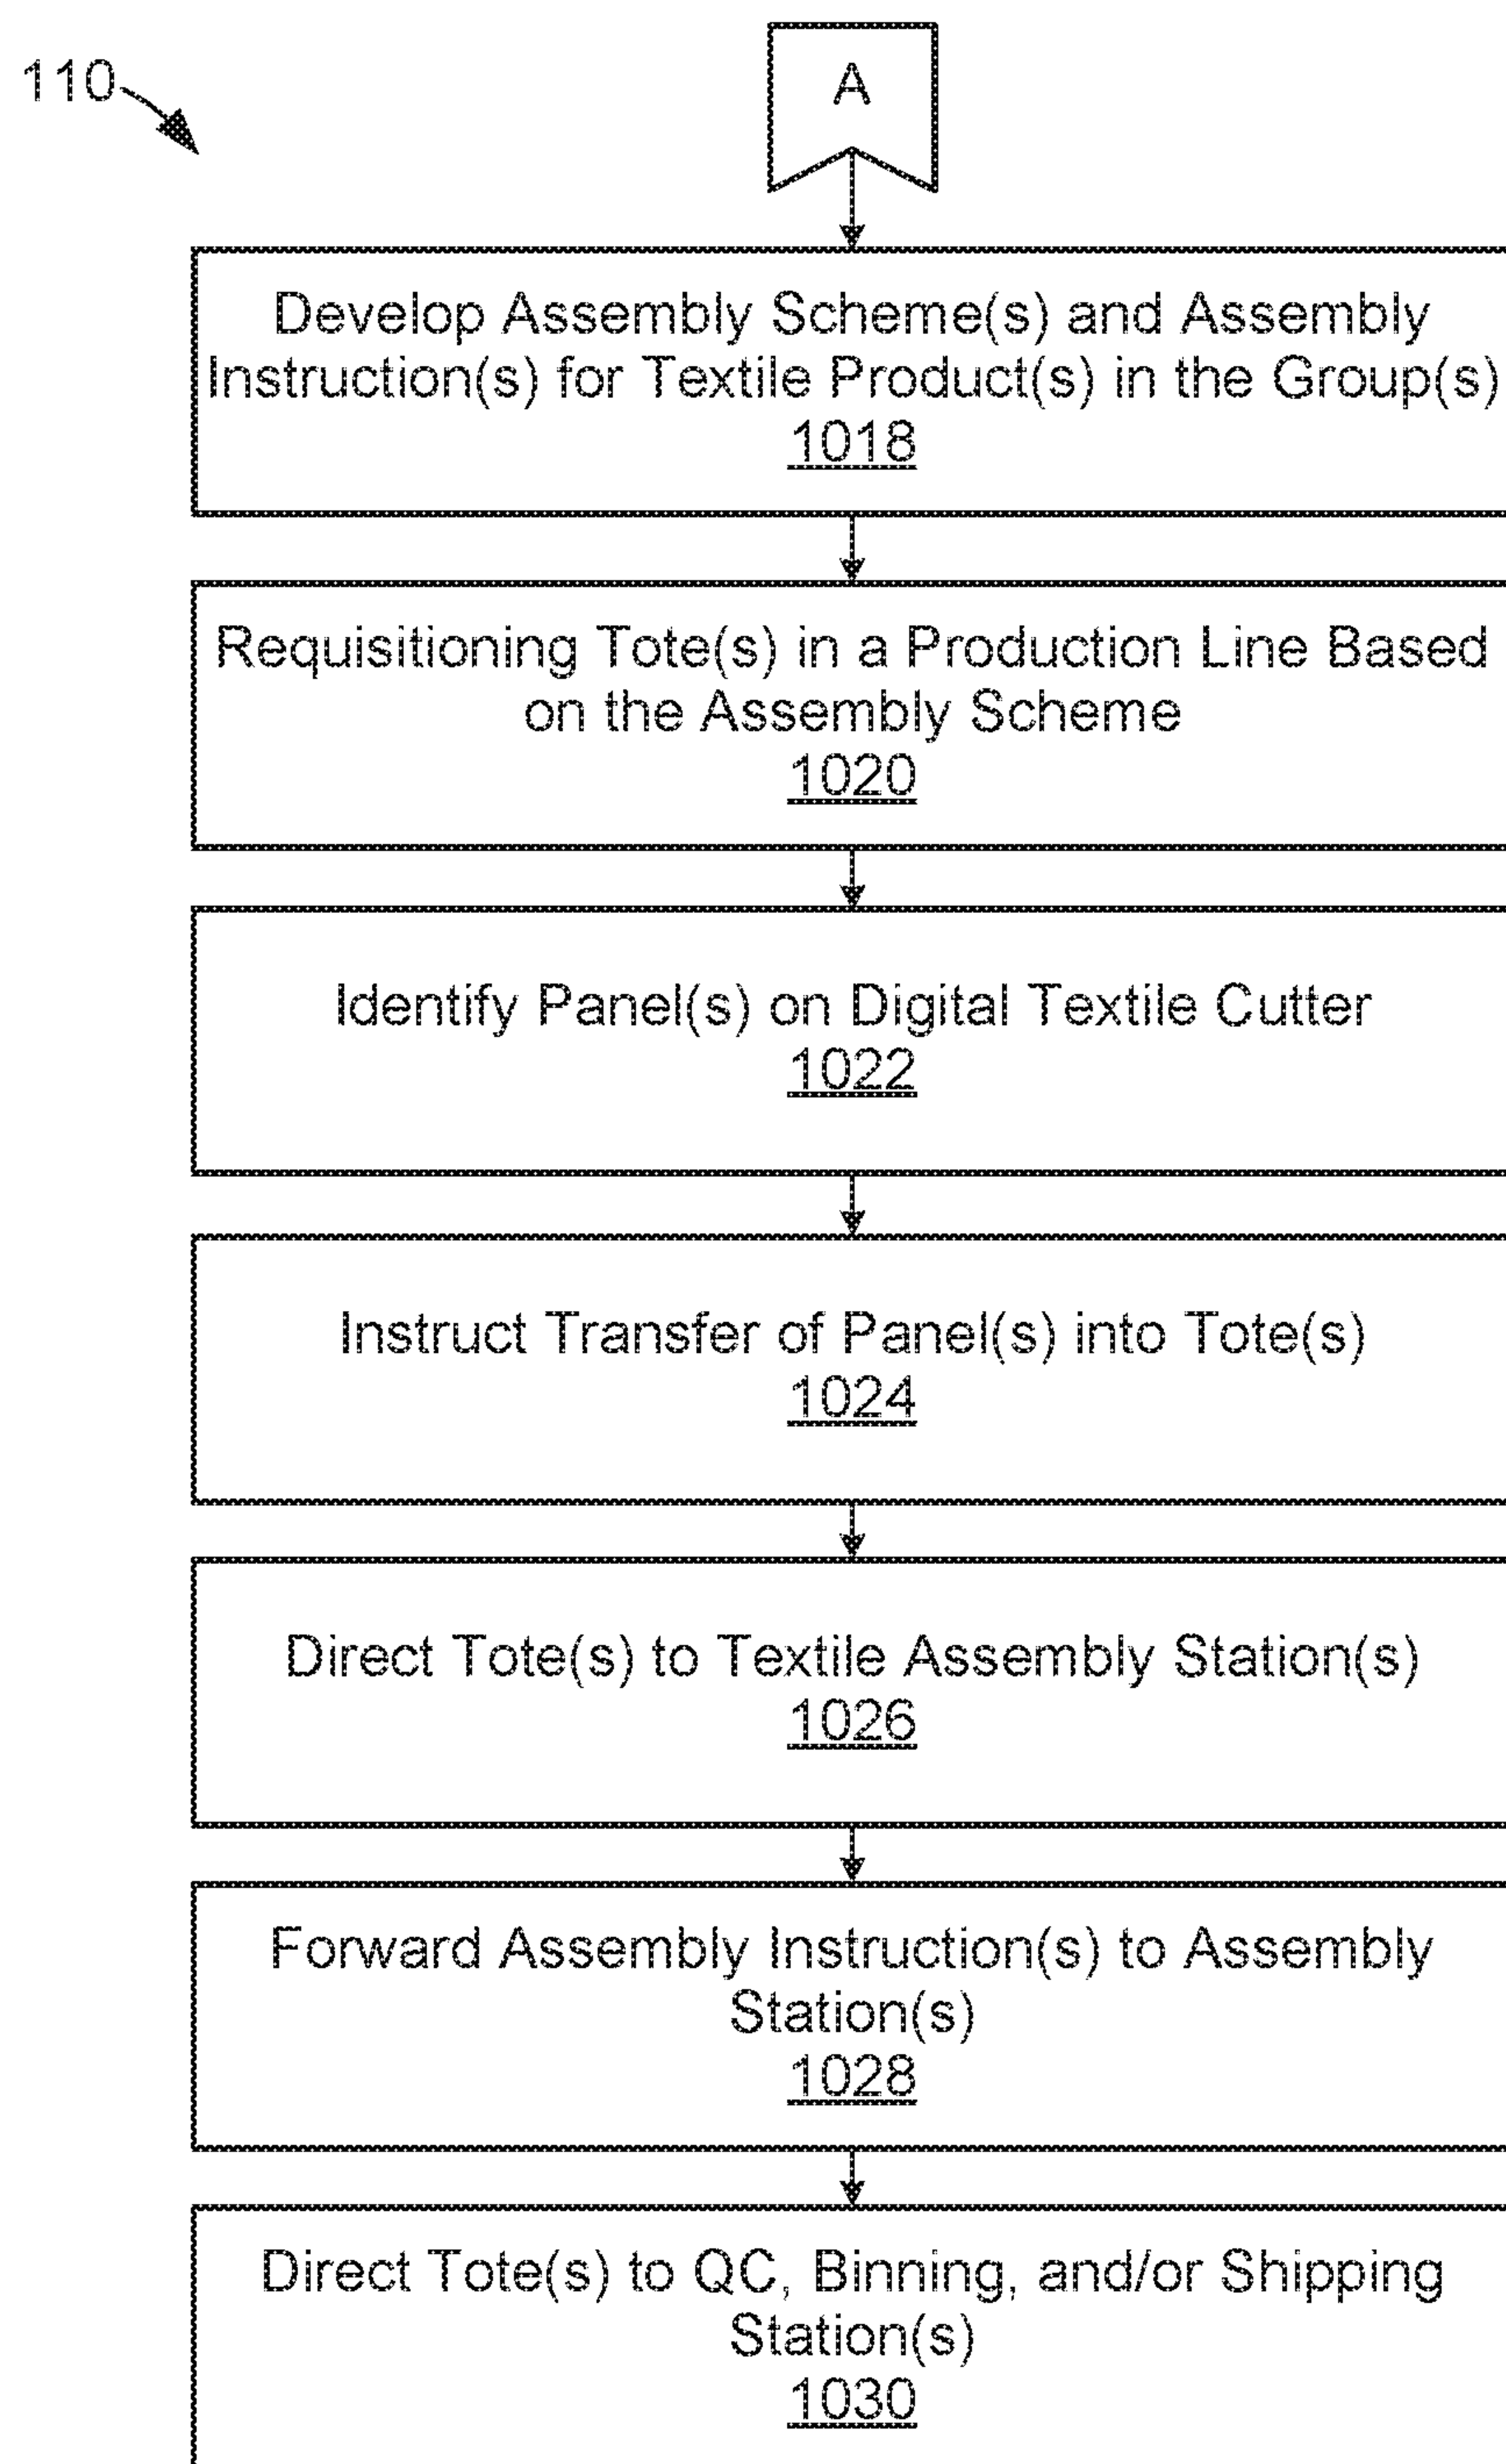 110
A
Develop Assembly Scheme(s) and Assembly
Instruction(s) for Textile Product(s) in the Group(s)
1018
Requisitioning Tote(s) in a Production Line Based
on the Assembly Scheme
1020
Identify Panel(s) on Digital Textile Cutter
1022
Instruct Transfer of Panel(s) into Tote(s)
1024
Direct Tote(s) to Textile Assembly Station(s)
1026
Forward Assembly Instruction(s) to Assembly
Station(s)
1028
Direct Tote(s) to QC, Binning, and/or Shipping
Station(s)
1030